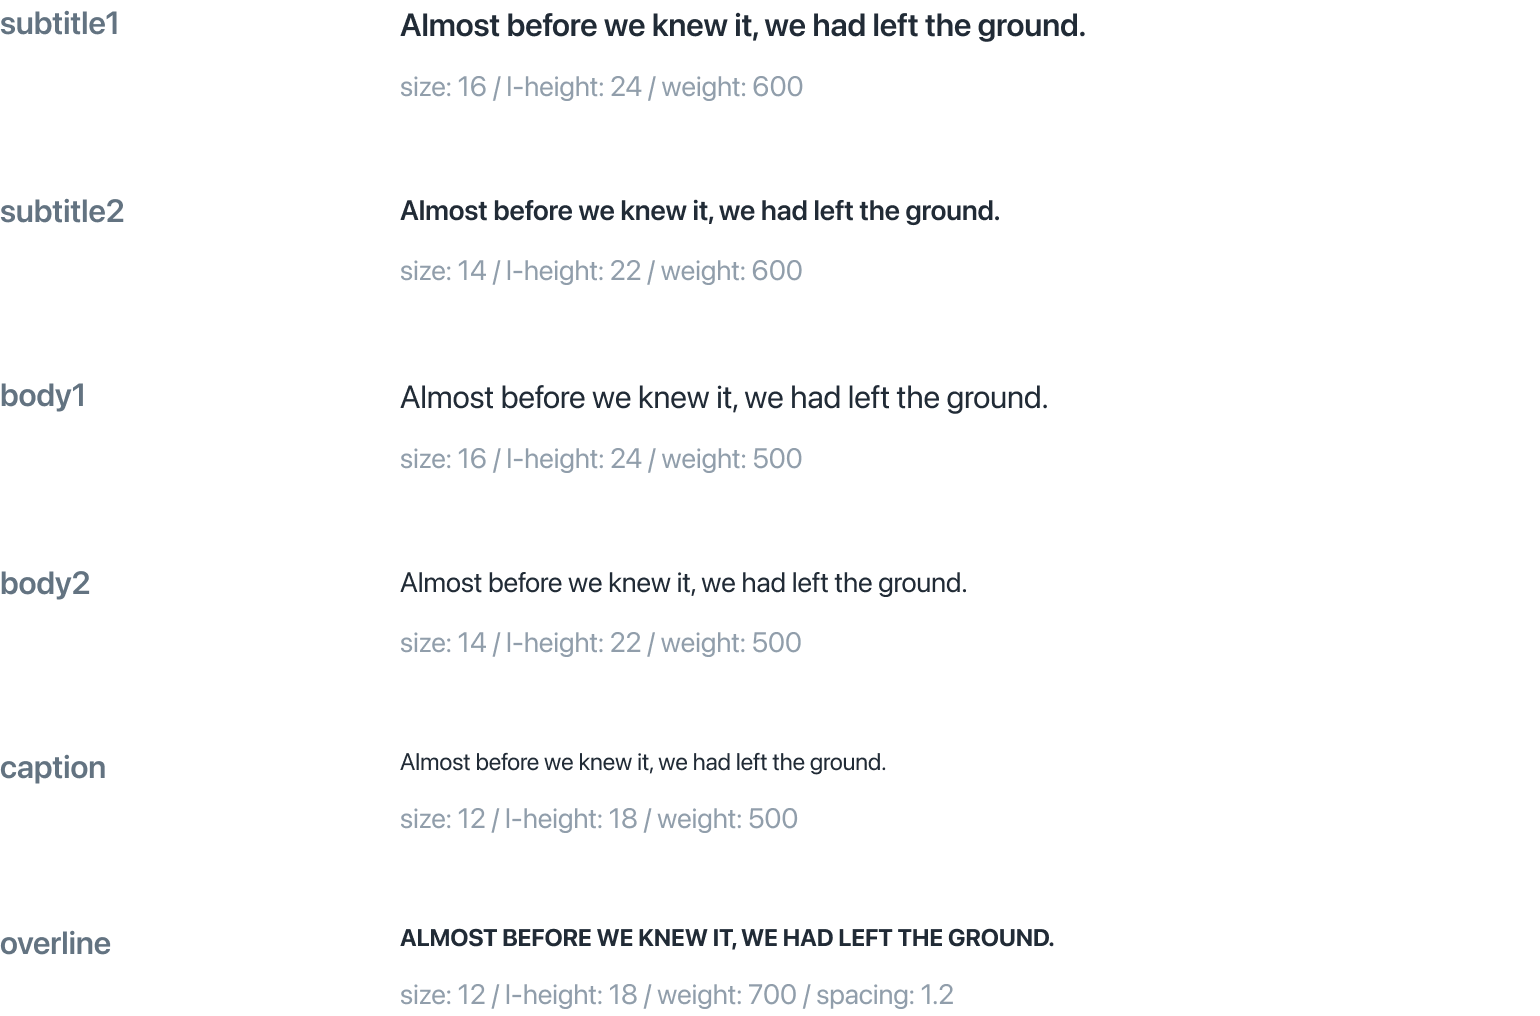 subtitle1
Almost before we knew it, we had left the ground.
size: 16 / l-height: 24 / weight: 600
subtitle2
Almost before we knew it, we had left the ground.
size: 14 / l-height: 22 / weight: 600
body1
Almost before we knew it, we had left the ground.
size: 16 / l-height: 24 / weight: 500
body2
Almost before we knew it, we had left the ground.
size: 14 / l-height: 22 / weight: 500
caption
Almost before we knew it, we had left the ground.
size: 12 / l-height: 18 / weight: 500
overline
ALMOST BEFORE WE KNEW IT, WE HAD LEFT THE GROUND.
size: 12 / l-height: 18 / weight: 700 / spacing: 1.2